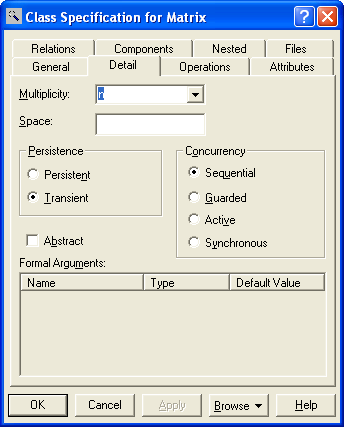 Class Specification for Matrix
Relations Components Nested Files
General Detail Operations Attributes
Multiplicity: n
Space:
Persistence
Persistent
Transient
Concurrency
Sequential
Guarded
Active
Synchronous
Abstract
Formal Arguments:
Name Type Default Value
OK Cancel Apply Browse Help